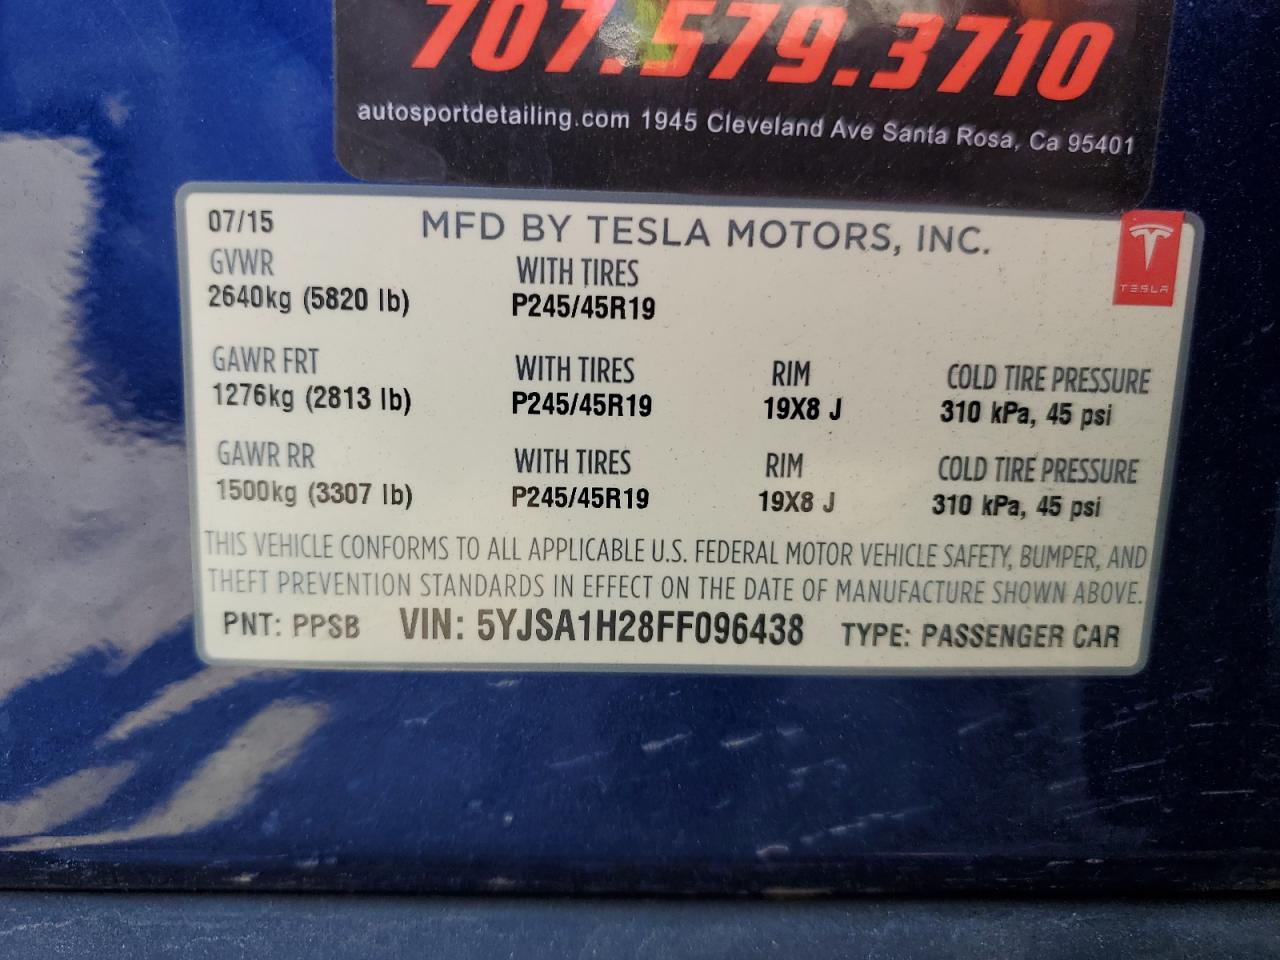 707.579.3710
autosportdetailing.com 1945 Cleveland Ave Santa Rosa, Ca 95401
07/15 MFD BY TESLA MOTORS, INC.
TESLA
GVWR WITH TIRES
2640kg (5820 lb) P245/45R19
GAWR FRT WITH TIRES RIM COLD TIRE PRESSURE
1276kg (2813 lb) P245/45R19 19X8 J 310 kPa, 45 psi
GAWR RR WITH TIRES RIM COLD TIRE PRESSURE
1500kg (3307 lb) P245/45R19 19X8 J 310 kPa, 45 psi
THIS VEHICLE CONFORMS TO ALL APPLICABLE U.S. FEDERAL MOTOR VEHICLE SAFETY, BUMPER, AND
THEFT PREVENTION STANDARDS IN EFFECT ON THE DATE OF MANUFACTURE SHOWN ABOVE.
PNT: PPSB VIN: 5YJSA1H28FF096438 TYPE: PASSENGER CAR